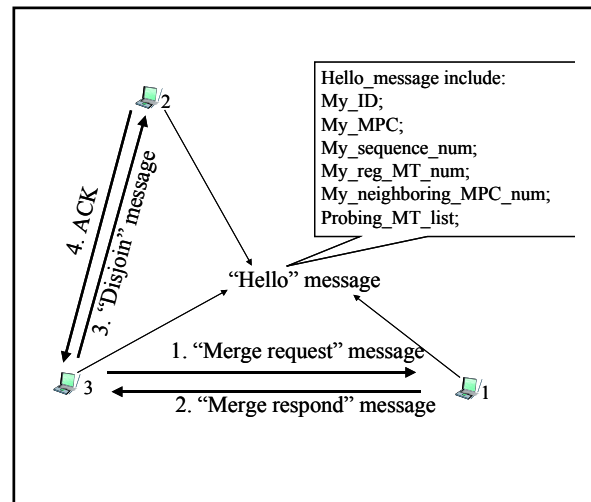 Hello_message include:
My_ID;
My_MPC;
My_sequence_num;
My_reg_MT_num;
My_neighboring_MPC_num;
Probing_MT_list;
2
4. ACK
3. “Disjoin” message
“Hello” message
1. “Merge request” message
3
1
2. “Merge respond” message